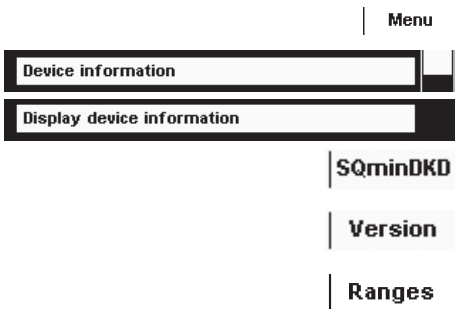 Menu
Device information
Display device information
SQminDKD
Version
Ranges